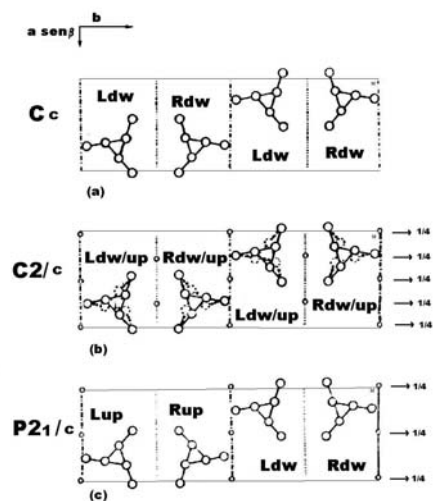 b
a sen β
Ldw Rdw
Cc
Ldw Rdw
(a)
Ldw/up Rdw/up
C2/c
Ldw/up Rdw/up
1/4
1/4
1/4
1/4
1/4
(b)
Lup Rup
P21/c
Ldw Rdw
1/4
1/4
1/4
(c)